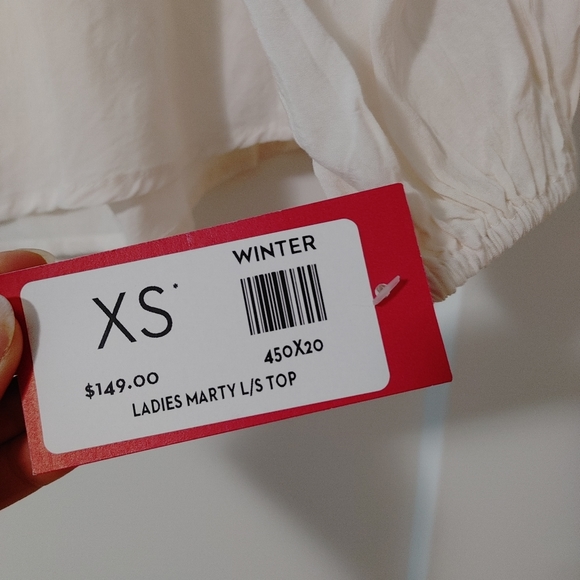 WINTER
XS*
450X20
$149.00
LADIES MARTY L/S TOP